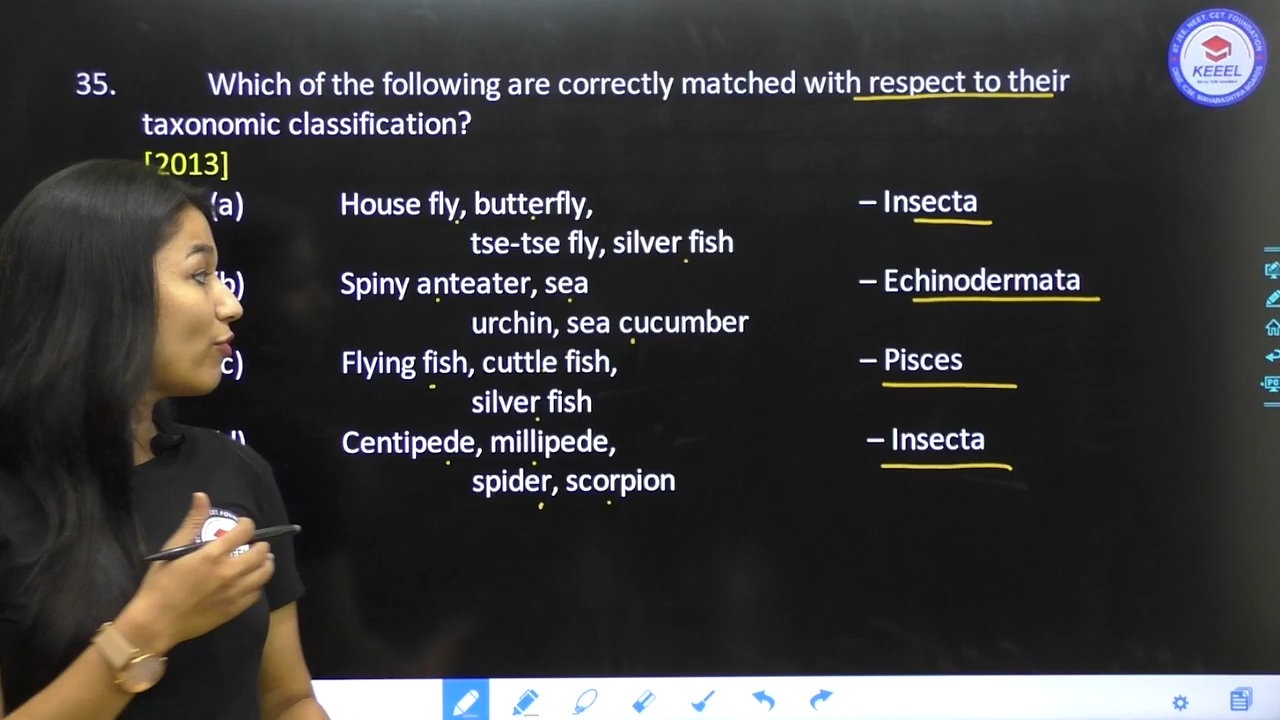 35. Which of the following are correctly matched with respect to their
taxonomic classification?
[2013]
(a) House fly, butterfly, – Insecta
tse-tse fly, silver fish
b) Spiny anteater, sea – Echinodermata
urchin, sea cucumber
c) Flying fish, cuttle fish, – Pisces
silver fish
Centipede, millipede, – Insecta
spider, scorpion
KEEEL
PC